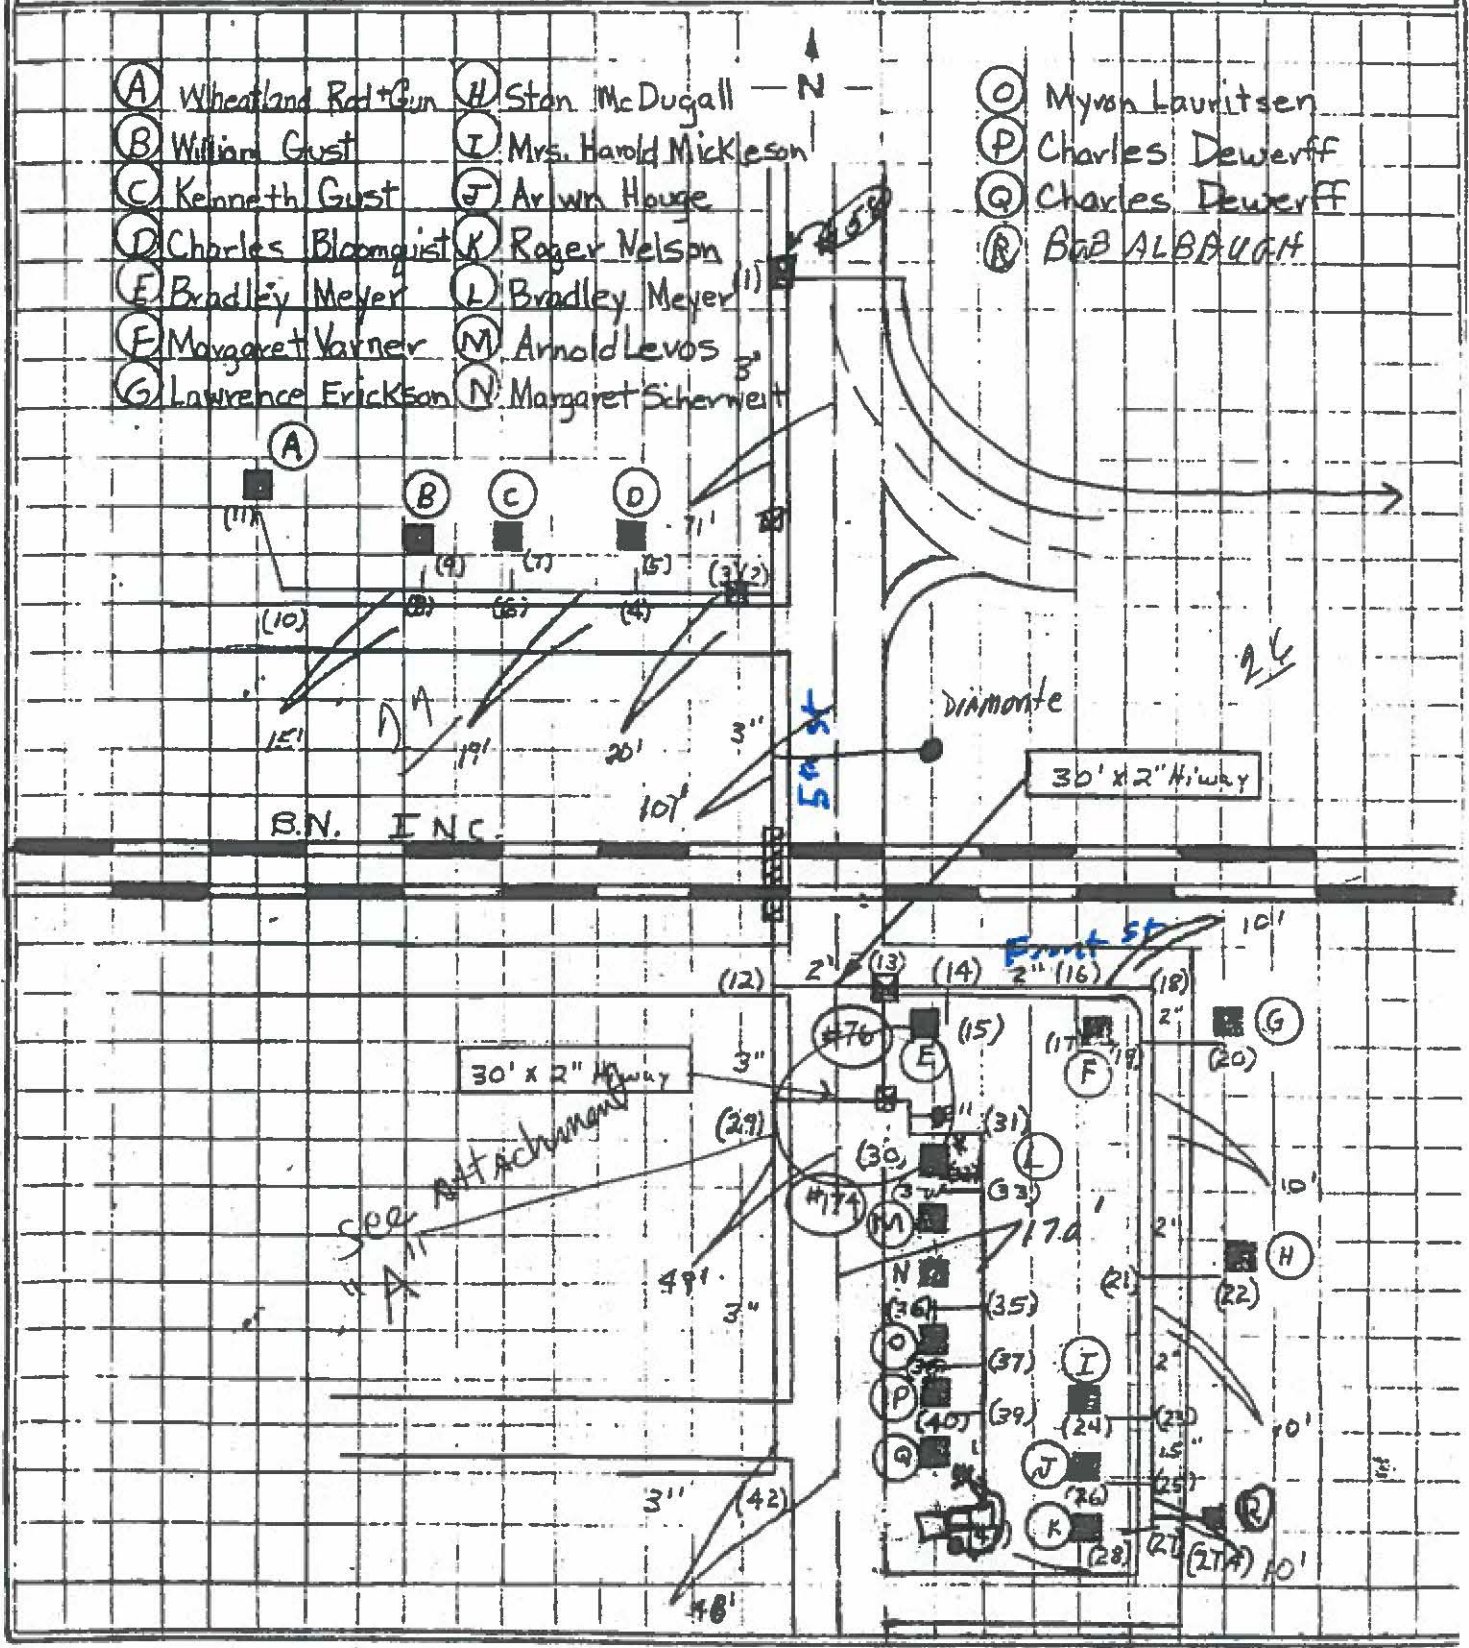 A Wheatland Rod + Gun
B William Gust
C Kenneth Gust
D Charles Bloomquist
E Bradley Meyer
F Margaret Varner
G Lawrence Erickson
H Stan McDugall
I Mrs. Harold Mickleson
J Arlwn Houge
K Roger Nelson
L Bradley Meyer
M Arnold Levos
N Margaret Scherweit
N
O Myron Lauritsen
P Charles Dewerff
Q Charles Dewerff
R BOB ALBAUGH
(1)
3"
A
B
C
D
(11)
71'
(9)
(7)
(5)
(3)(2)
(10)
(8)
(6)
(4)
15'
19'
20'
3"
107'
5th St
Diamonte
30' x 2" Hiway
B.N. INC.
Front St
10'
(12)
2"
(13)
(14)
2"
(16)
(18)
#76
E
(15)
(17)
(19)
F
2"
G
(20)
30' x 2" Hiway
3"
(29)
(31)
(30)
L
See Attachment
"A"
#174
(33)
M
170'
10'
2"
49'
N
(21)
H
(22)
3"
(36)
(35)
O
(37)
I
2"
P
(40)
(39)
(24)
(23)
10'
Q
J
(26)
(25)
3"
(42)
K
(28)
(27)
(27A)
R
10'
48'